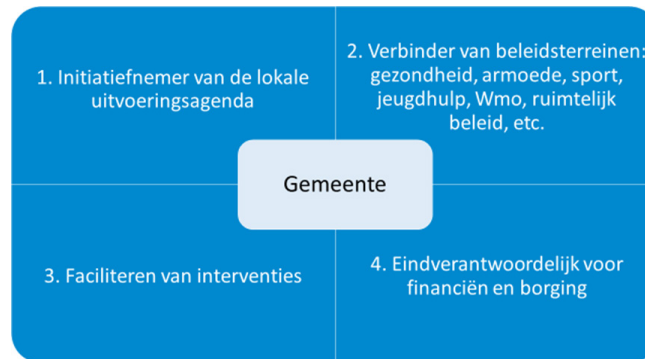 1. Initiatiefnemer van de lokale
uitvoeringsagenda
2. Verbinder van beleidsterreinen:
gezondheid, armoede, sport,
jeugdhulp, Wmo, ruimtelijk
beleid, etc.
Gemeente
3. Faciliteren van interventies
4. Eindverantwoordelijk voor
financiën en borging